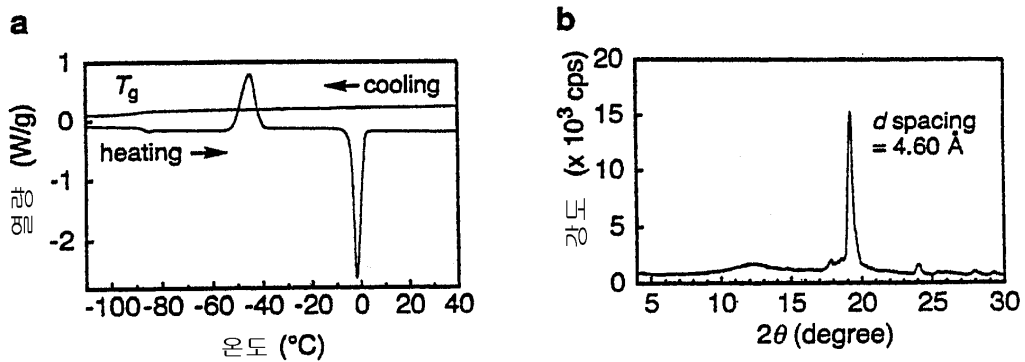 a
1
0
-1
-2
열량 (W/g)
Tg
cooling
heating
-100
-80
-60
-40
-20
0
20
40
온도 (°C)
b
20
15
10
5
0
강도 (x 10³ cps)
d spacing
= 4.60 Å
5
10
15
20
25
30
2θ (degree)